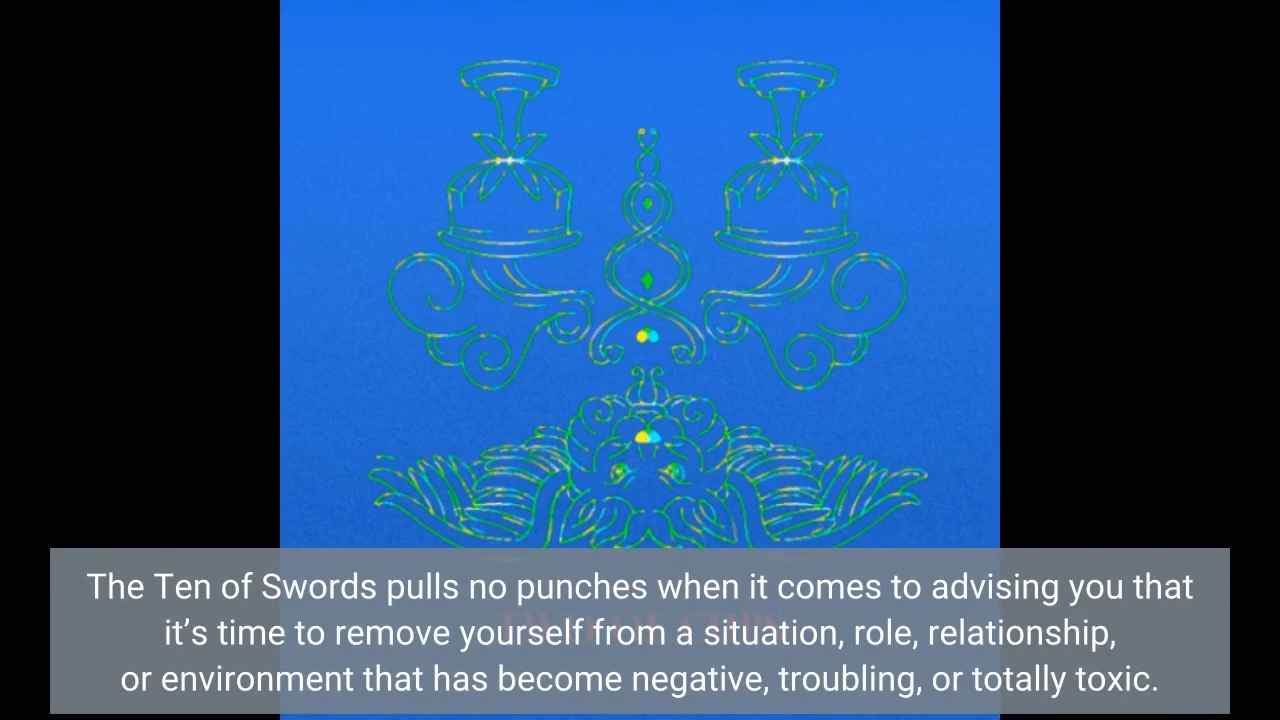 The Ten of Swords pulls no punches when it comes to advising you that
it’s time to remove yourself from a situation, role, relationship,
or environment that has become negative, troubling, or totally toxic.